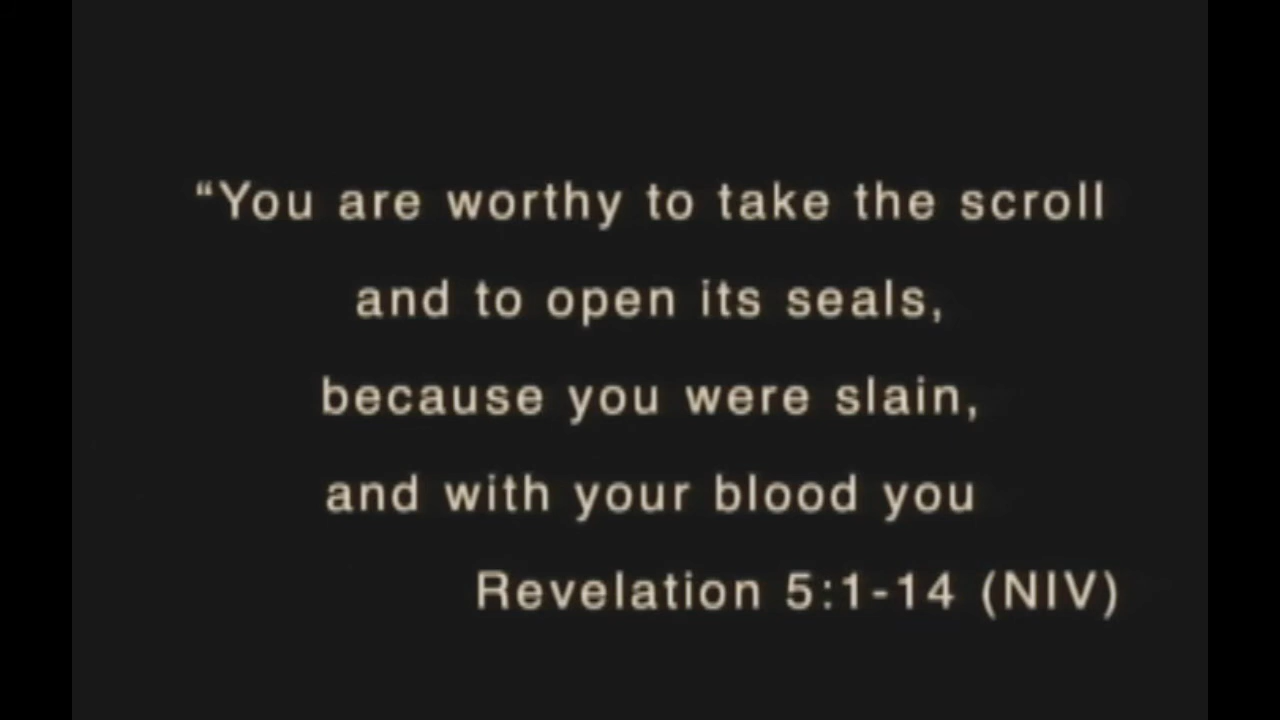 “You are worthy to take the scroll
and to open its seals,
because you were slain,
and with your blood you
Revelation 5:1-14 (NIV)